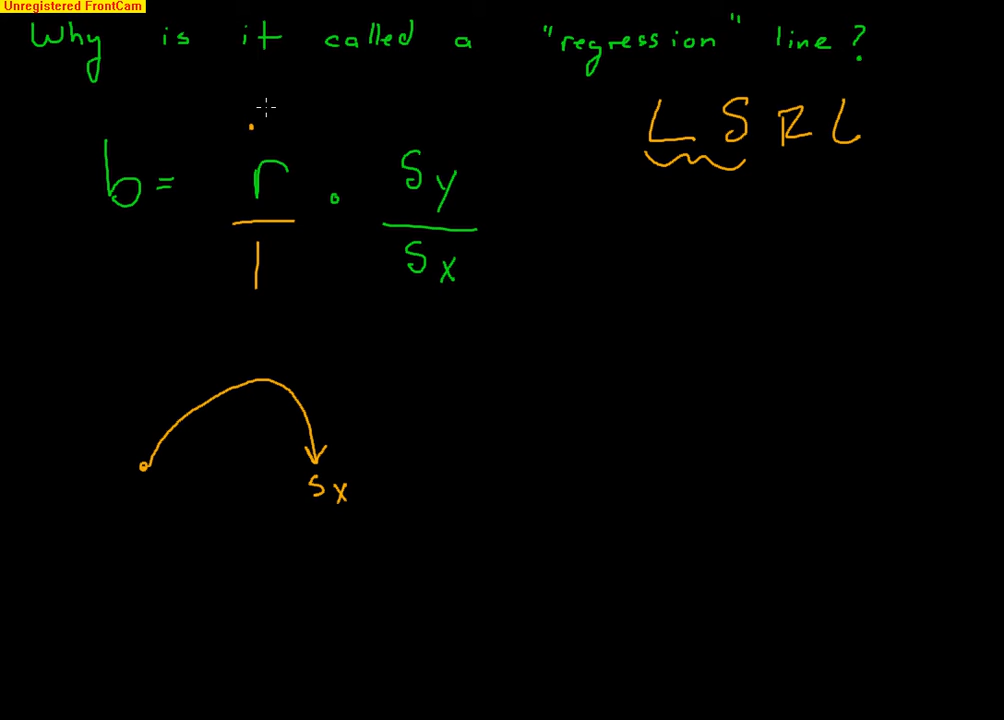 Unregistered FrontCam
Why is it called a "regression" line?
LSRL
b = r/1 · sy/sx
sx